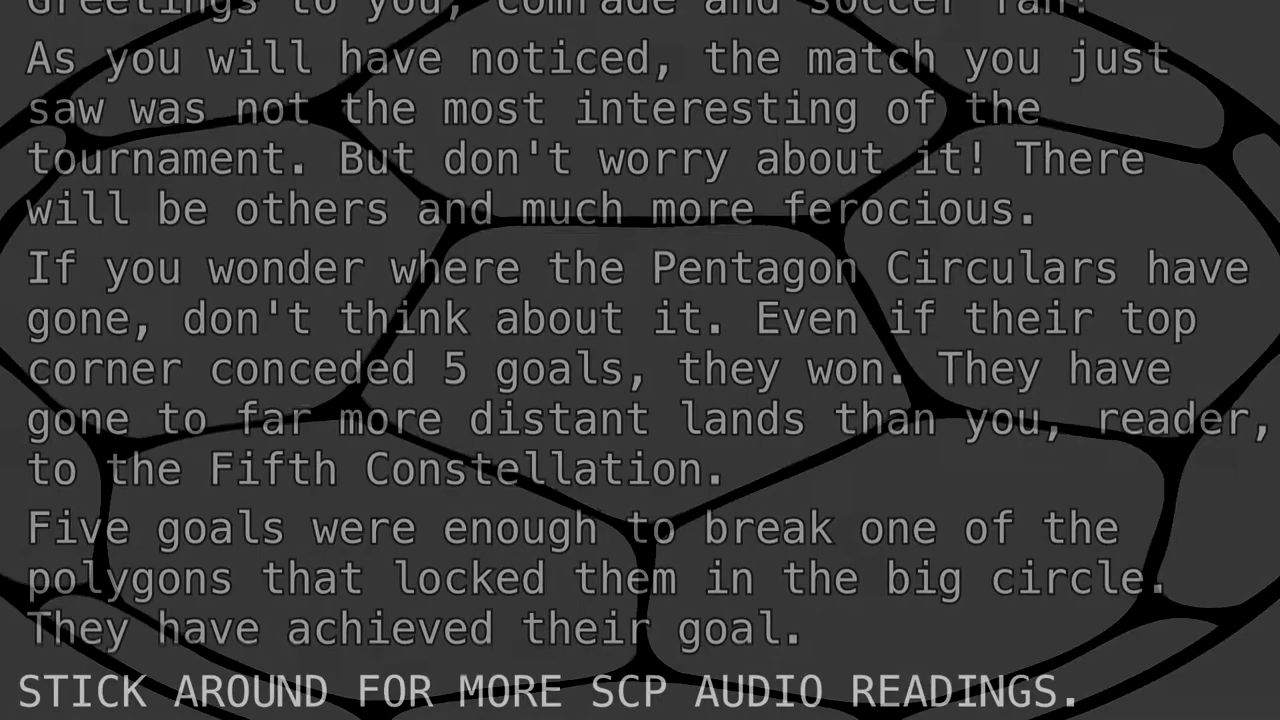 Greetings to you, comrade and soccer fan!
As you will have noticed, the match you just
saw was not the most interesting of the
tournament. But don't worry about it! There
will be others and much more ferocious.
If you wonder where the Pentagon Circulars have
gone, don't think about it. Even if their top
corner conceded 5 goals, they won. They have
gone to far more distant lands than you, reader,
to the Fifth Constellation.
Five goals were enough to break one of the
polygons that locked them in the big circle.
They have achieved their goal.
STICK AROUND FOR MORE SCP AUDIO READINGS.